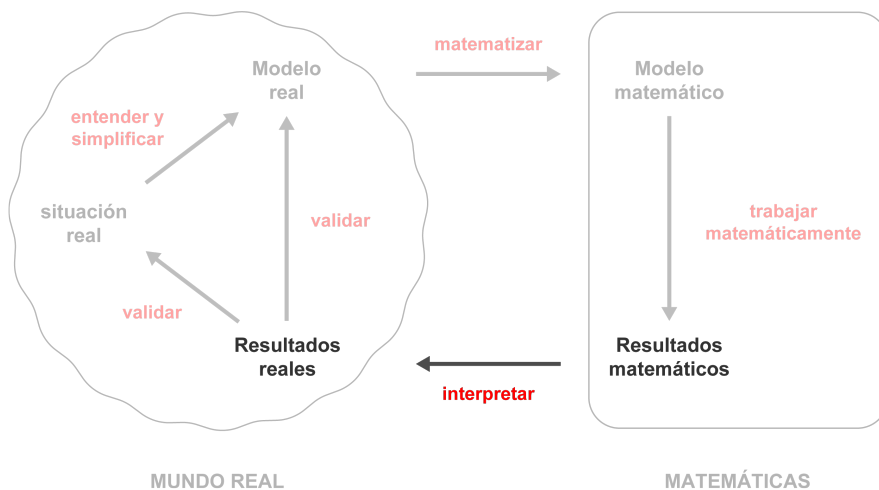 matematizar
Modelo
real
Modelo
matemático
entender y
simplificar
situación
real
validar
trabajar
matemáticamente
validar
Resultados
reales
Resultados
matemáticos
interpretar
MUNDO REAL
MATEMÁTICAS